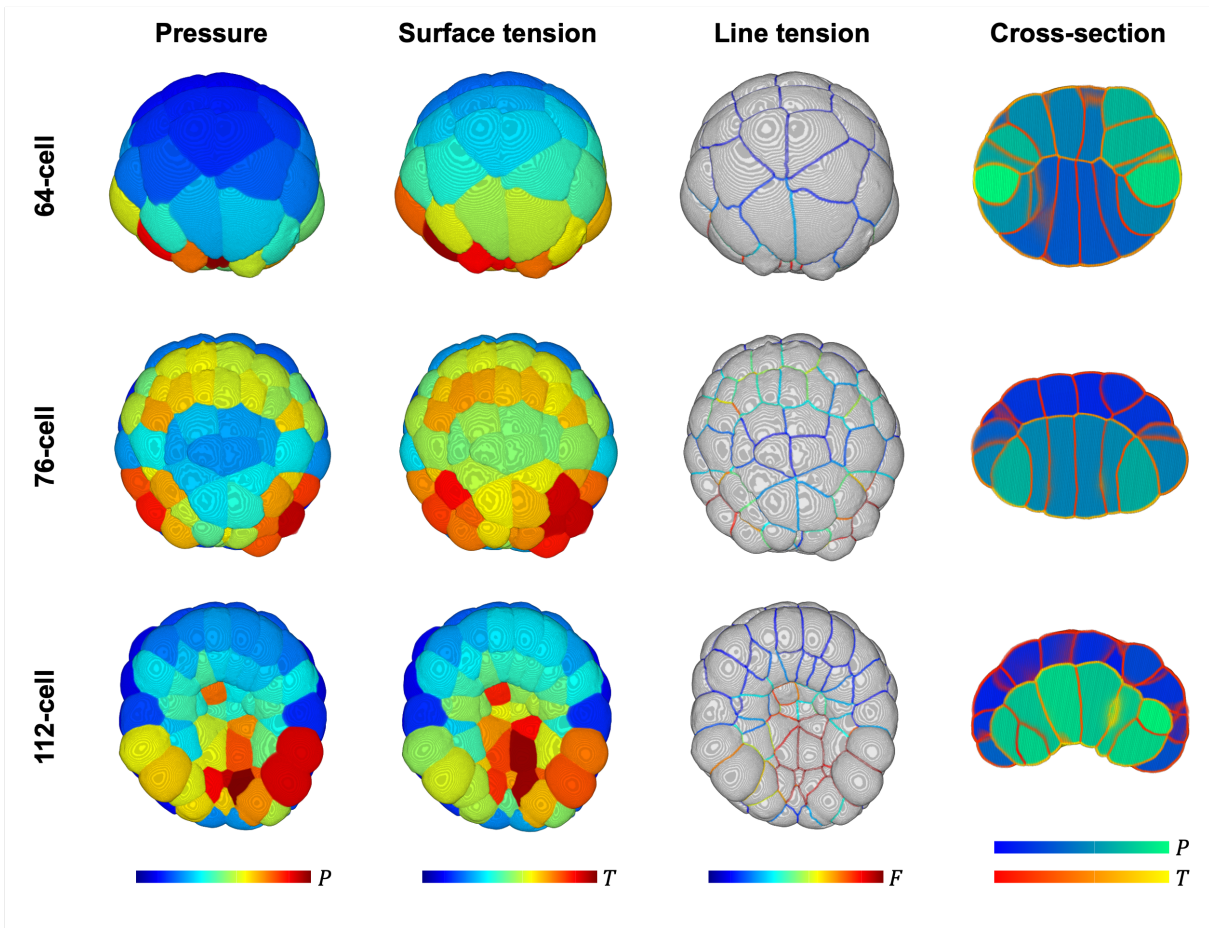 Pressure Surface tension Line tension Cross-section
64-cell
76-cell
112-cell
P
T
F
P
T